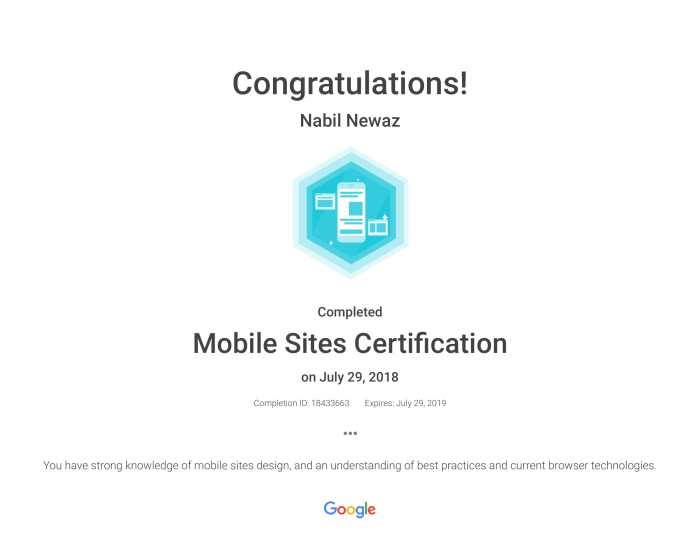 Congratulations!
Nabil Newaz
Completed
Mobile Sites Certification
on July 29, 2018
Completion ID: 18433663 Expires: July 29, 2019
•••
You have strong knowledge of mobile sites design, and an understanding of best practices and current browser technologies.
Google